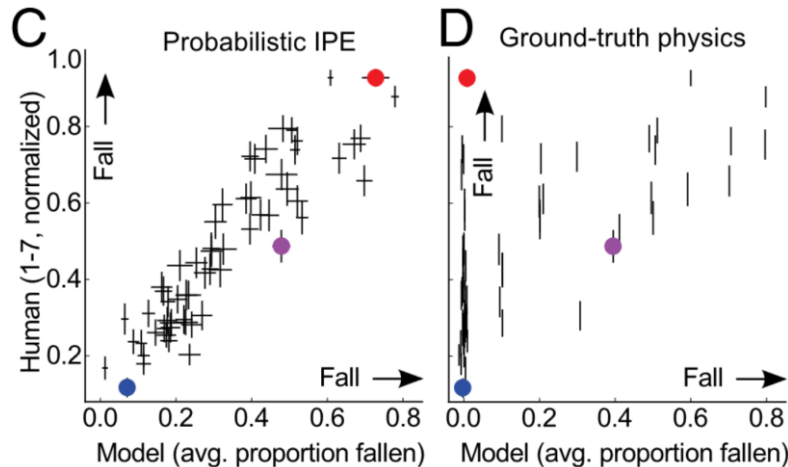 C
Probabilistic IPE
D
Ground-truth physics
Human (1-7, normalized)
1.0
0.8
0.6
0.4
0.2
Fall
Fall
0.0 0.2 0.4 0.6 0.8
Model (avg. proportion fallen)
Fall
Fall
0.0 0.2 0.4 0.6 0.8
Model (avg. proportion fallen)